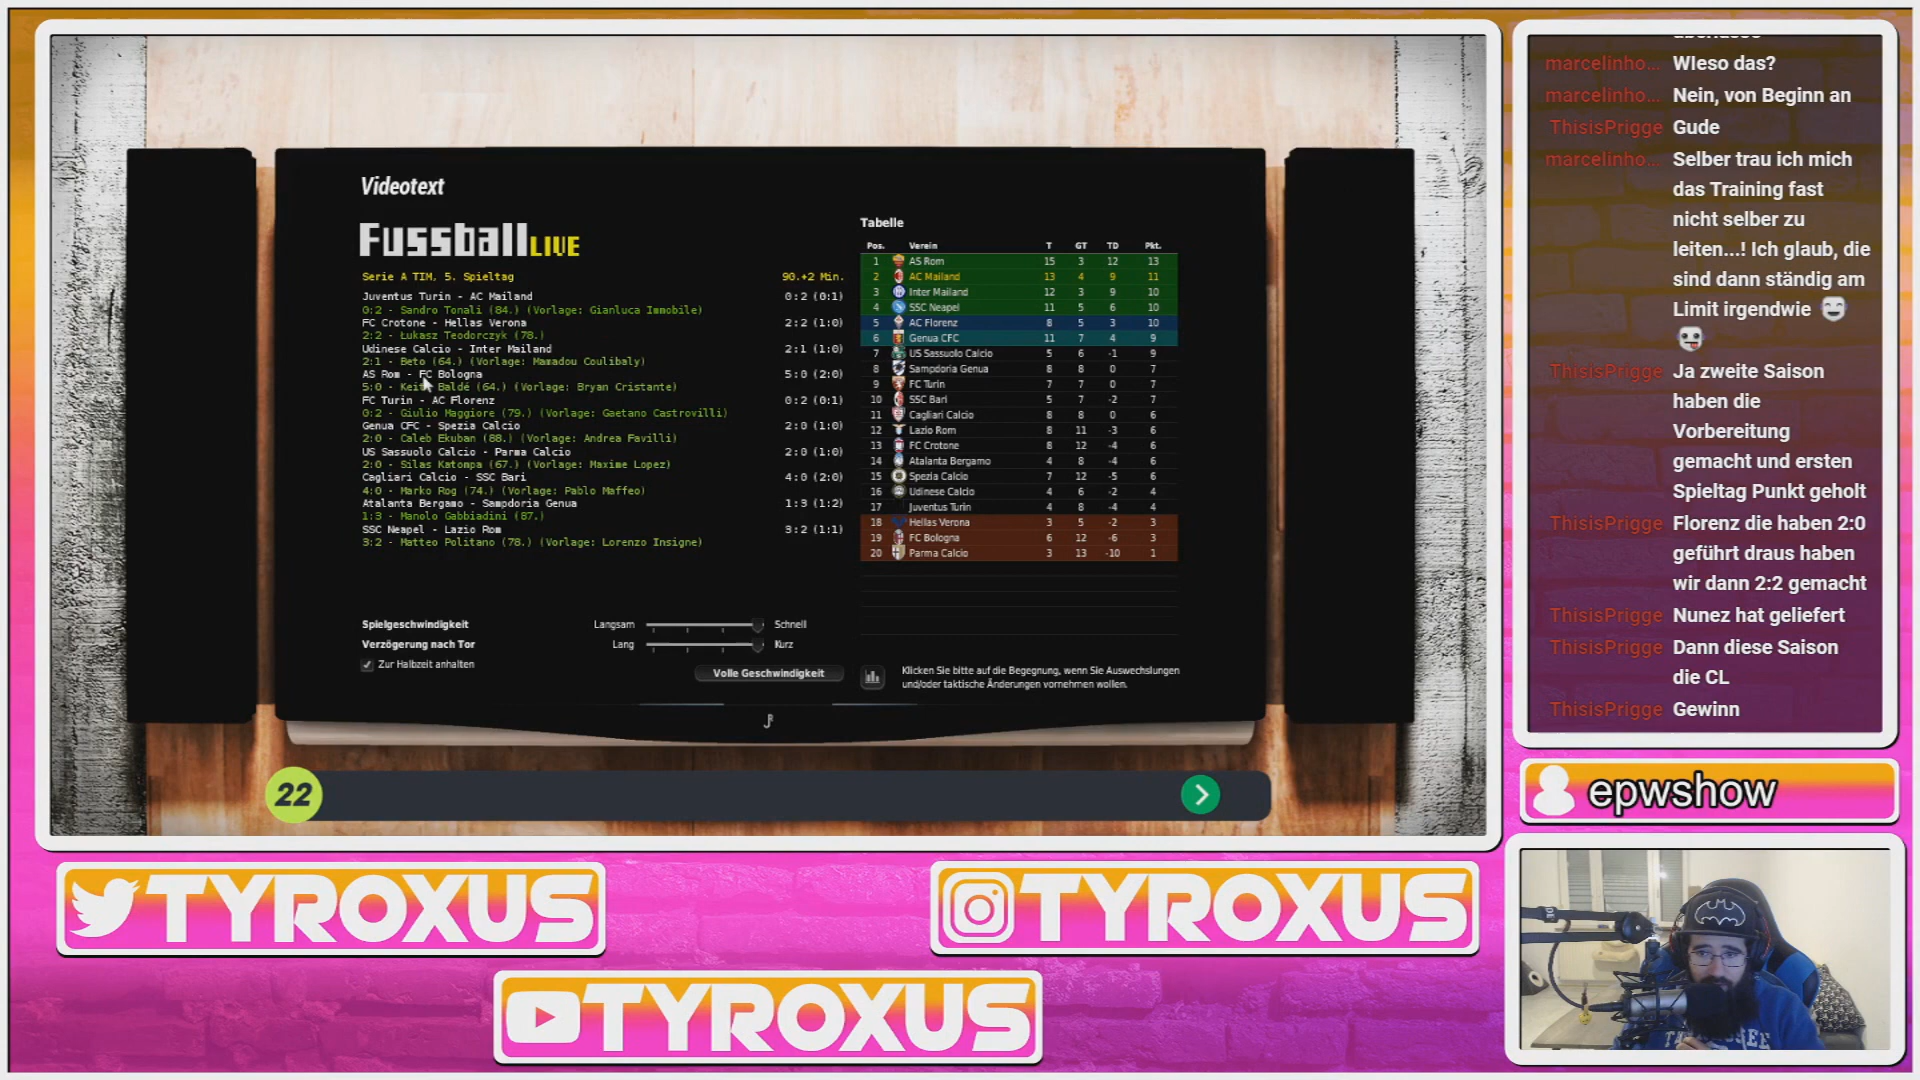 Videotext
Fussball LIVE
Serie A TIM, 5. Spieltag 90.+2 Min.
Juventus Turin - AC Mailand 0:2 (0:1)
0:2 - Sandro Tonali (84.) (Vorlage: Gianluca Immobile)
FC Crotone - Hellas Verona 2:2 (1:0)
2:2 - Łukasz Teodorczyk (78.)
Udinese Calcio - Inter Mailand 2:1 (1:0)
2:1 - Beto (64.) (Vorlage: Mamadou Coulibaly)
AS Rom - FC Bologna 5:0 (2:0)
5:0 - Keita Baldé (64.) (Vorlage: Bryan Cristante)
FC Turin - AC Florenz 0:2 (0:1)
0:2 - Giulio Maggiore (79.) (Vorlage: Gaetano Castrovilli)
Genua CFC - Spezia Calcio 2:0 (1:0)
2:0 - Caleb Ekuban (88.) (Vorlage: Andrea Favilli)
US Sassuolo Calcio - Parma Calcio 2:0 (1:0)
2:0 - Silas Katompa (67.) (Vorlage: Maxime Lopez)
Cagliari Calcio - SSC Bari 4:0 (2:0)
4:0 - Marko Rog (74.) (Vorlage: Pablo Maffeo)
Atalanta Bergamo - Sampdoria Genua 1:3 (1:2)
1:3 - Manolo Gabbiadini (87.)
SSC Neapel - Lazio Rom 3:2 (1:1)
3:2 - Matteo Politano (78.) (Vorlage: Lorenzo Insigne)
Spielgeschwindigkeit Langsam Schnell
Verzögerung nach Tor Lang Kurz
Zur Halbzeit anhalten
Volle Geschwindigkeit
Tabelle
Pos. Verein T GT TD Pkt.
1 AS Rom 15 3 12 13
2 AC Mailand 13 4 9 11
3 Inter Mailand 12 3 9 10
4 SSC Neapel 11 5 6 10
5 AC Florenz 8 5 3 10
6 Genua CFC 11 7 4 9
7 US Sassuolo Calcio 5 6 -1 9
8 Sampdoria Genua 8 8 0 7
9 FC Turin 7 7 0 7
10 SSC Bari 5 7 -2 7
11 Cagliari Calcio 8 8 0 6
12 Lazio Rom 8 11 -3 6
13 FC Crotone 8 12 -4 6
14 Atalanta Bergamo 4 8 -4 6
15 Spezia Calcio 7 12 -5 6
16 Udinese Calcio 4 6 -2 4
17 Juventus Turin 4 8 -4 4
18 Hellas Verona 3 5 -2 3
19 FC Bologna 6 12 -6 3
20 Parma Calcio 3 13 -10 1
Klicken Sie bitte auf die Begegnung, wenn Sie Auswechslungen
und/oder taktische Änderungen vornehmen wollen.
22
marcelinho... WIeso das?
marcelinho... Nein, von Beginn an
ThisisPrigge Gude
marcelinho... Selber trau ich mich
das Training fast
nicht selber zu
leiten...! Ich glaub, die
sind dann ständig am
Limit irgendwie
ThisisPrigge Ja zweite Saison
haben die
Vorbereitung
gemacht und ersten
Spieltag Punkt geholt
ThisisPrigge Florenz die haben 2:0
geführt draus haben
wir dann 2:2 gemacht
ThisisPrigge Nunez hat geliefert
ThisisPrigge Dann diese Saison
die CL
ThisisPrigge Gewinn
epwshow
TYROXUS
TYROXUS
TYROXUS